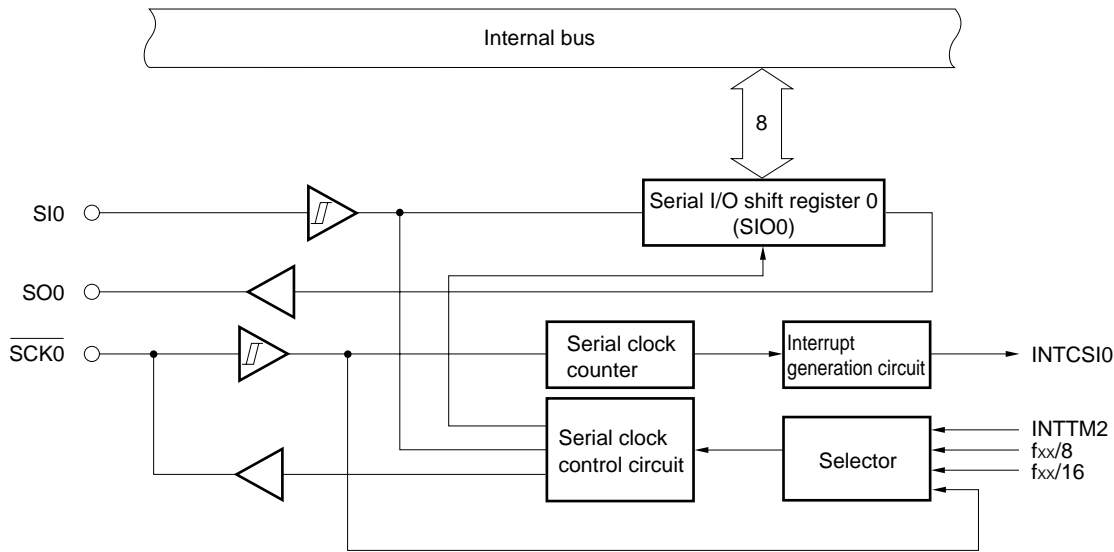 Internal bus
8
SI0
Serial I/O shift register 0
(SIO0)
SO0
SCK0
Serial clock
counter
Interrupt
generation circuit
INTCSI0
Serial clock
control circuit
Selector
INTTM2
fxx/8
fxx/16